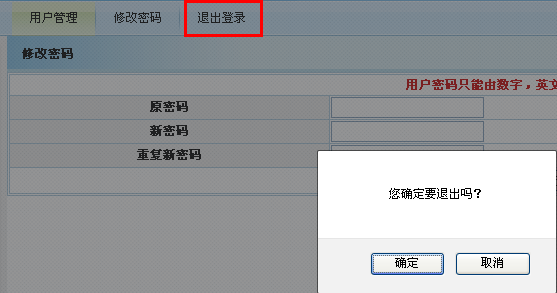 用户管理 修改密码 退出登录
修改密码
用户密码只能由数字，英文
原密码
新密码
重复新密码
您确定要退出吗？
确定 取消